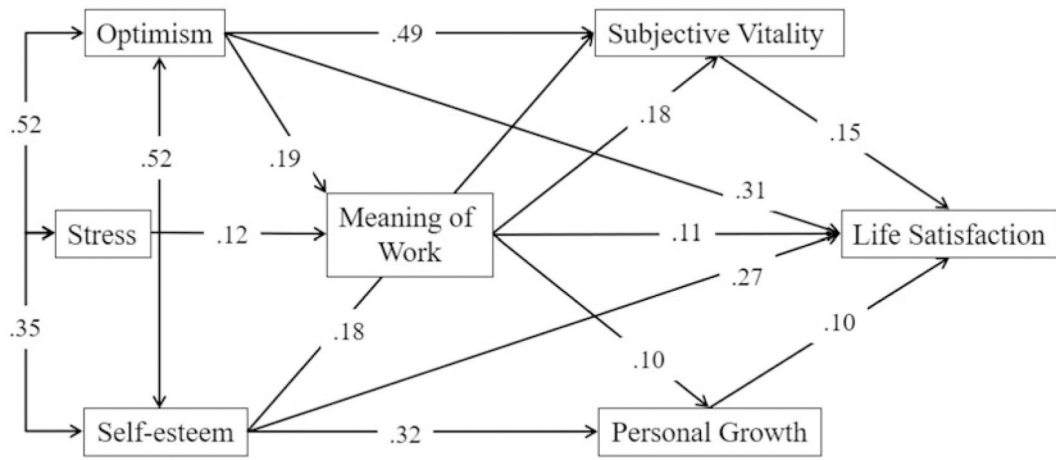 Optimism
.49
Subjective Vitality
.52
.52
.19
.18
.15
Stress
.12
Meaning of
Work
.31
.11
Life Satisfaction
.27
.35
.18
.10
.10
Self-esteem
.32
Personal Growth